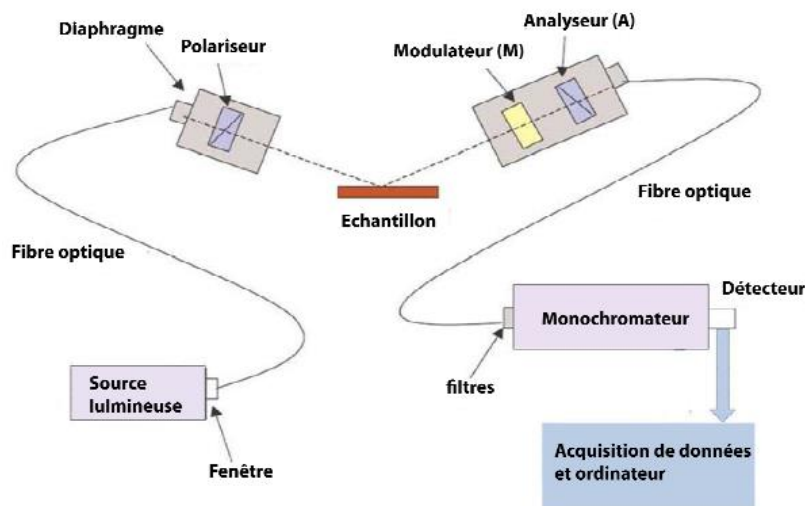 Diaphragme
Polariseur
Analyseur (A)
Modulateur (M)
Echantillon
Fibre optique
Fibre optique
Détecteur
Monochromateur
filtres
Source
lulmineuse
Fenêtre
Acquisition de données
et ordinateur